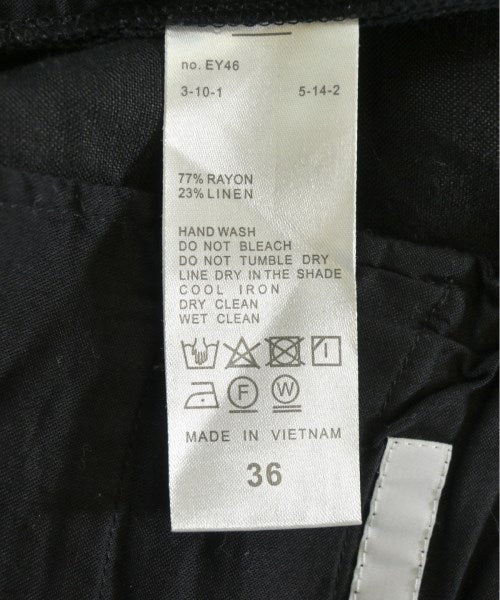 no. EY46
3-10-1 5-14-2
77% RAYON
23% LINEN
HAND WASH
DO NOT BLEACH
DO NOT TUMBLE DRY
LINE DRY IN THE SHADE
COOL IRON
DRY CLEAN
WET CLEAN
F W
MADE IN VIETNAM
36